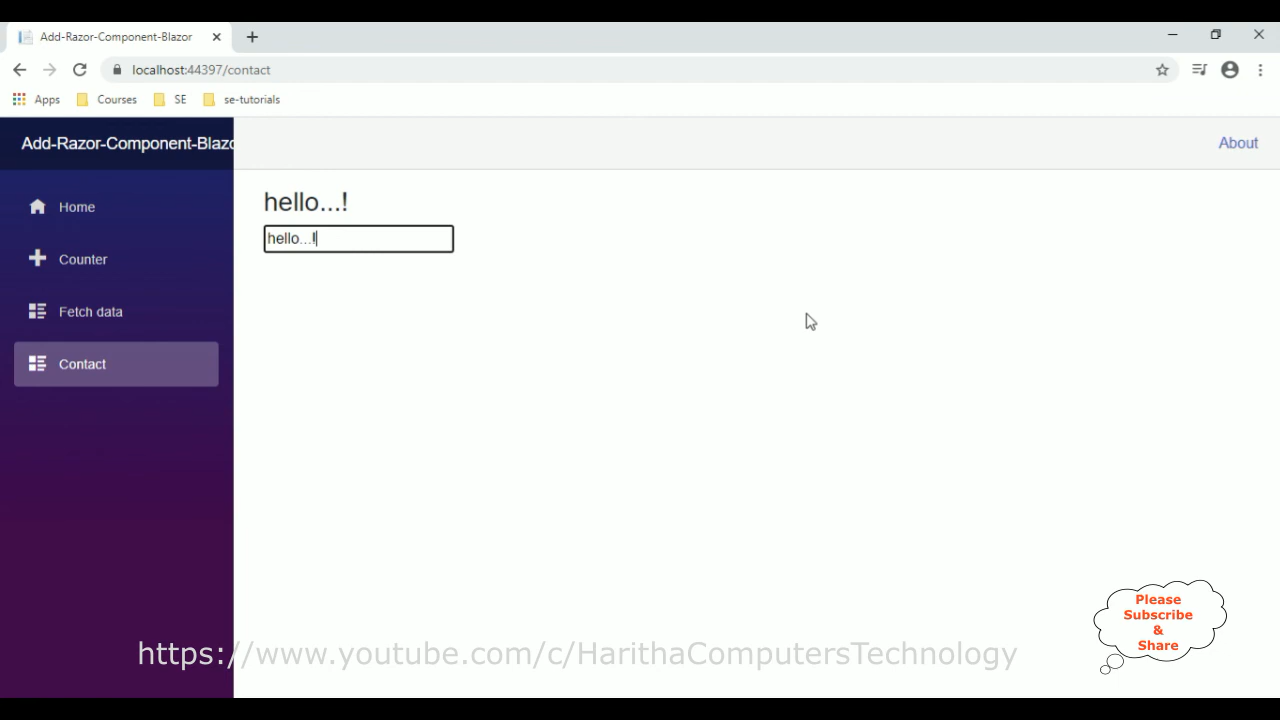 Add-Razor-Component-Blazor
localhost:44397/contact
Apps
Courses
SE
se-tutorials
Add-Razor-Component-Blazo
About
Home
Counter
Fetch data
Contact
hello...!
hello...!
Please
Subscribe
&
Share
https://www.youtube.com/c/HarithaComputersTechnology